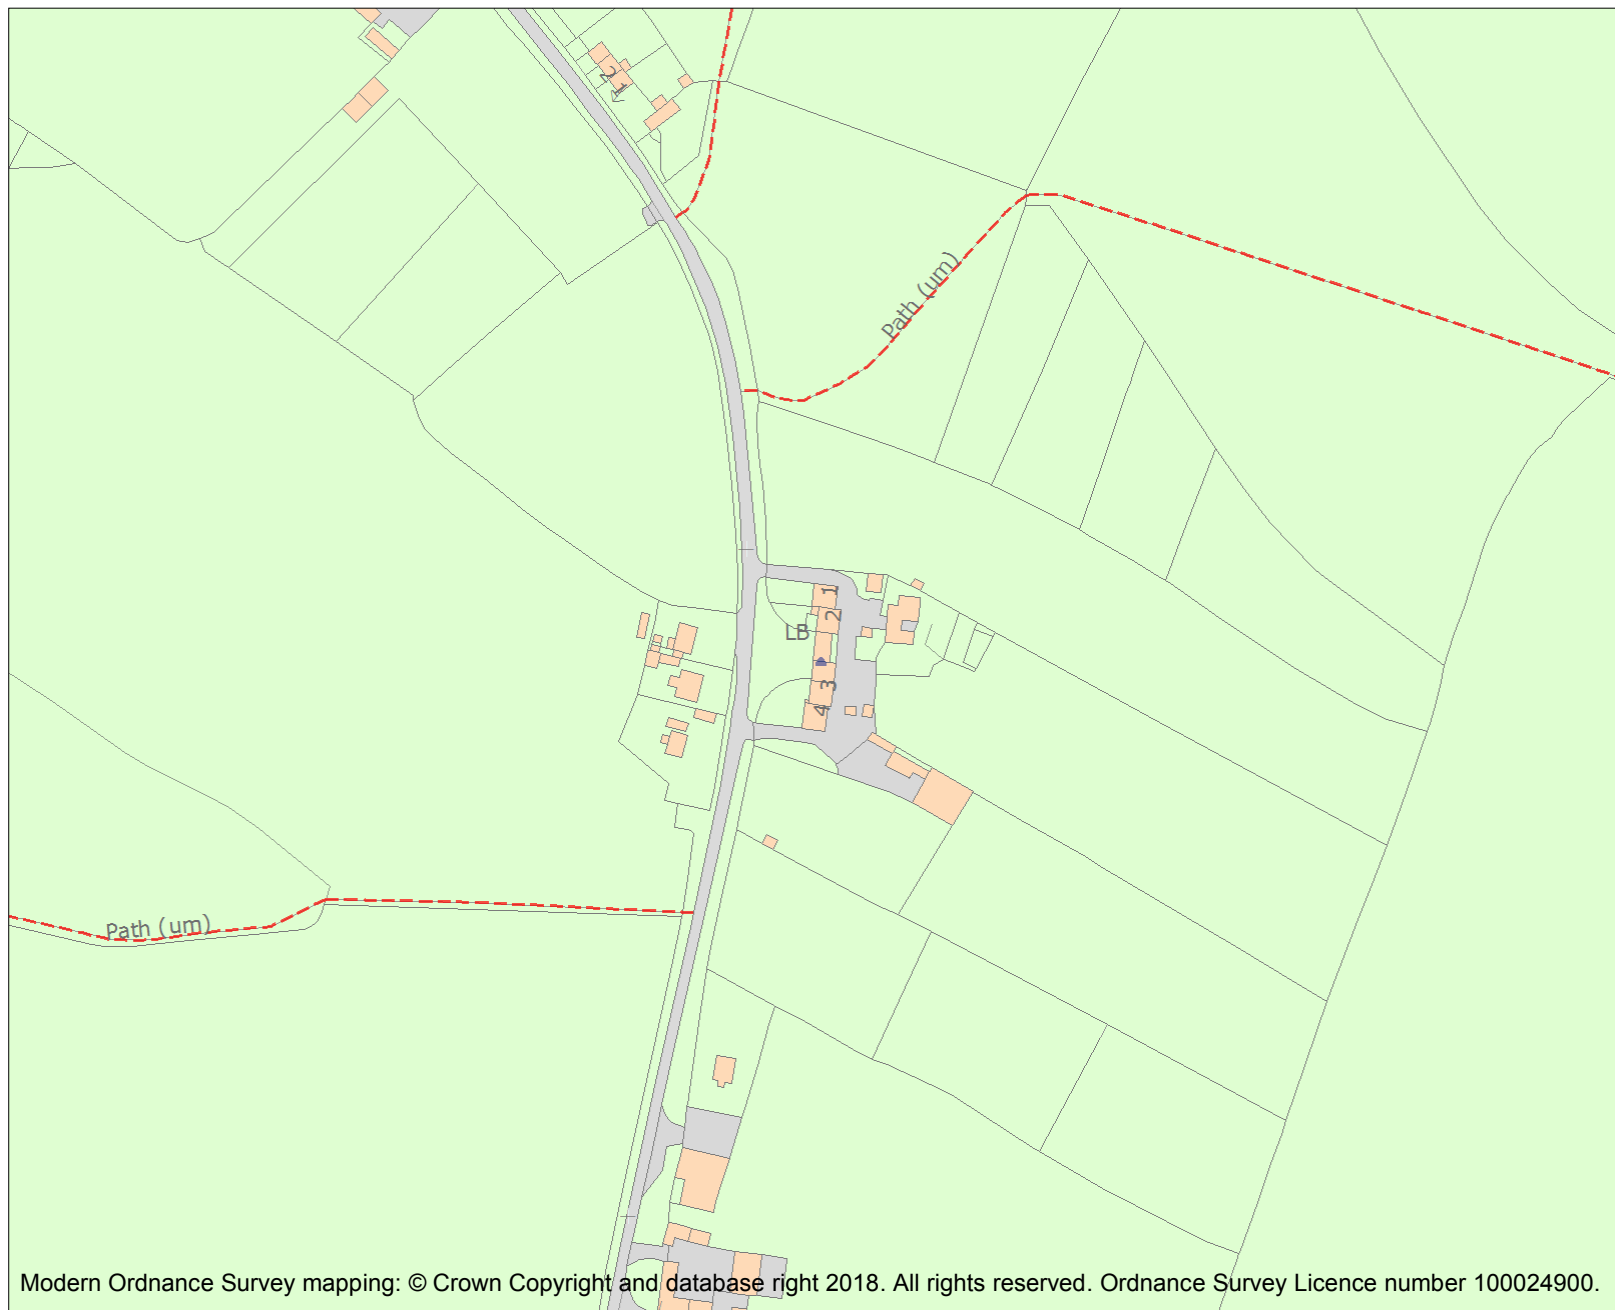 2
1
Path (um)
1
2
LB
3
4
Path (um)
Modern Ordnance Survey mapping: © Crown Copyright and database right 2018. All rights reserved. Ordnance Survey Licence number 100024900.